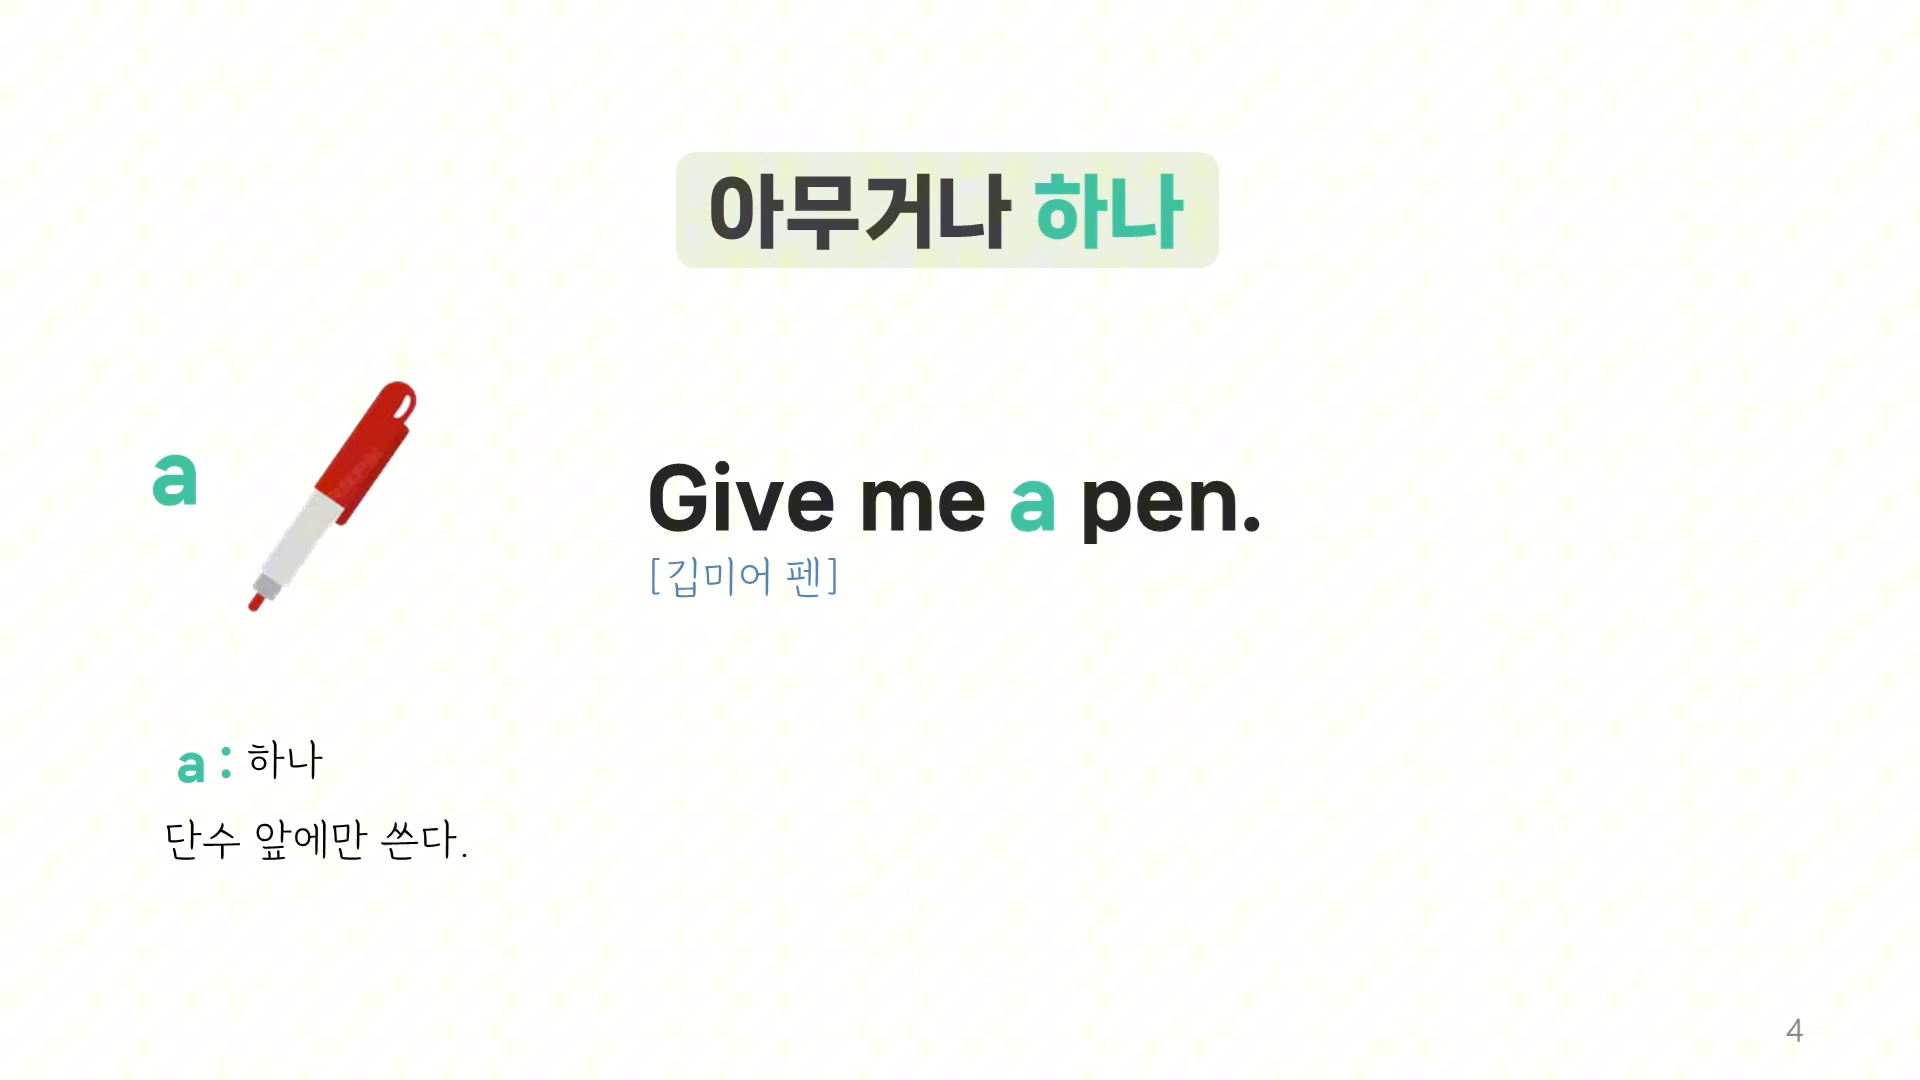 아무거나 하나
a
Give me a pen.
[깁미어 펜]
a : 하나
단수 앞에만 쓴다.
4